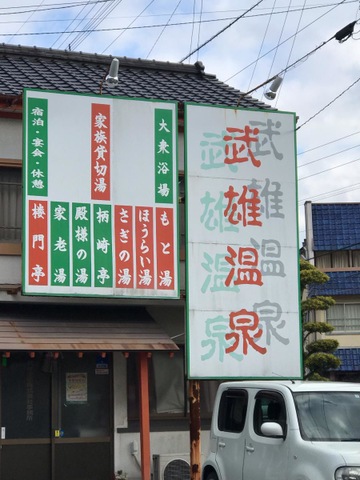 大衆浴場
家族貸切湯
宿泊・宴会・休憩
もと湯
ほうらい湯
さぎの湯
柄崎亭
殿様の湯
家老湯
楼門亭
武雄温泉